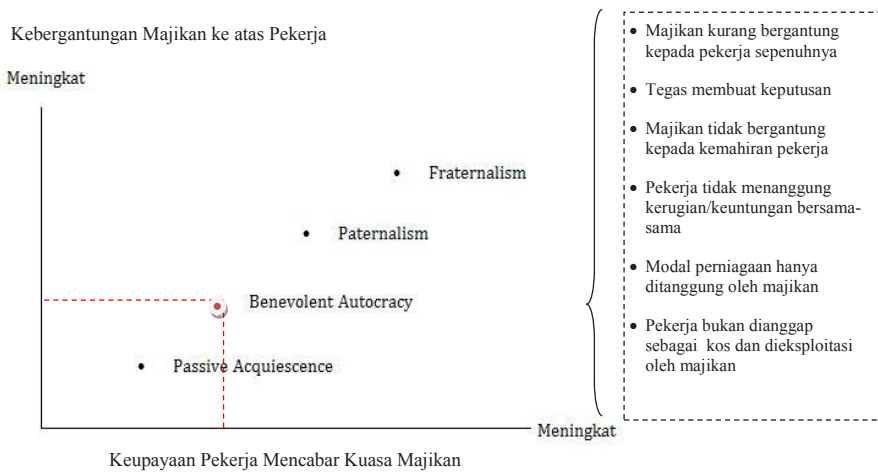 Kebergantungan Majikan ke atas Pekerja
Meningkat
Fraternalism
Paternalism
Benevolent Autocracy
Passive Acquiescence
Meningkat
Keupayaan Pekerja Mencabar Kuasa Majikan
• Majikan kurang bergantung
kepada pekerja sepenuhnya
• Tegas membuat keputusan
• Majikan tidak bergantung
kepada kemahiran pekerja
• Pekerja tidak menanggung
kerugian/keuntungan bersama-
sama
• Modal perniagaan hanya
ditanggung oleh majikan
• Pekerja bukan dianggap
sebagai kos dan dieksploitasi
oleh majikan